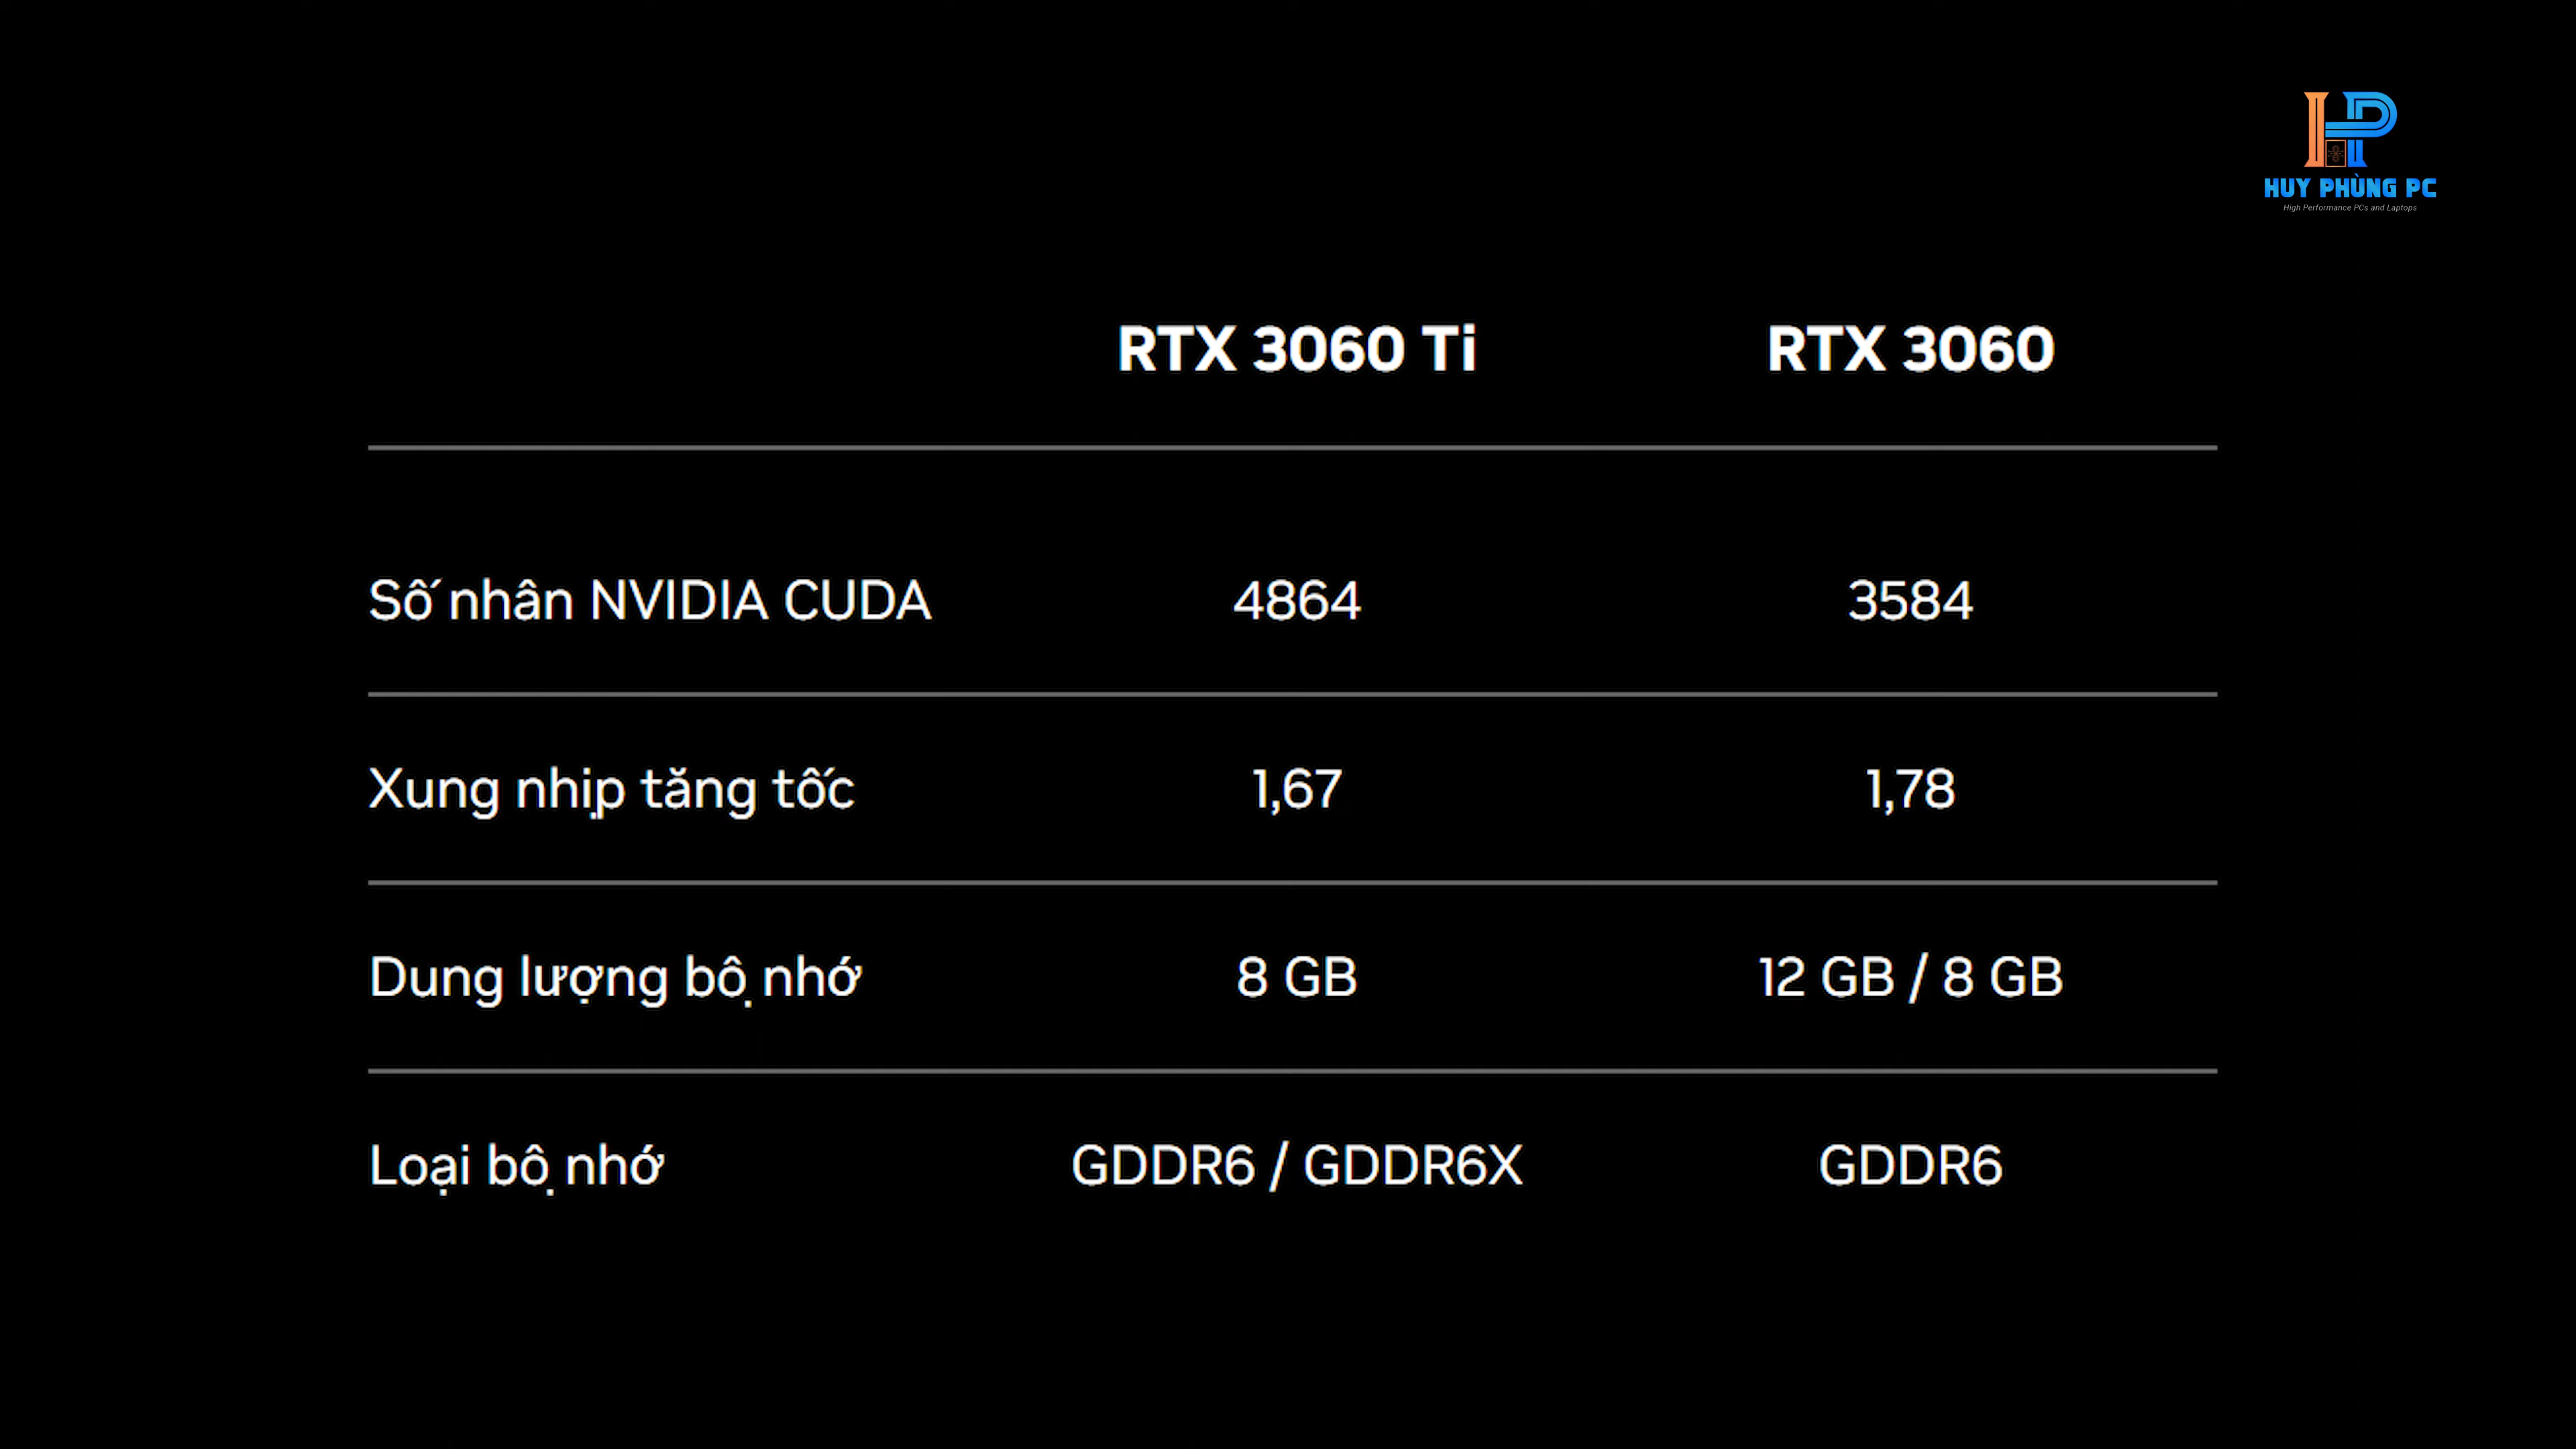 HUY PHÙNG PC
High Performance PCs and Laptops
RTX 3060 Ti RTX 3060
Số nhân NVIDIA CUDA 4864 3584
Xung nhịp tăng tốc 1,67 1,78
Dung lượng bộ nhớ 8 GB 12 GB / 8 GB
Loại bộ nhớ GDDR6 / GDDR6X GDDR6